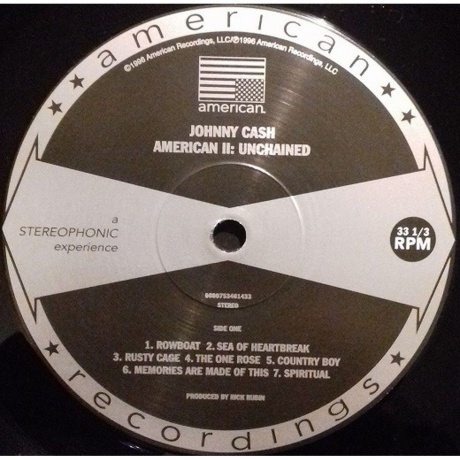 american
©1996 American Recordings, LLC/℗1996 American Recordings, LLC
american.
JOHNNY CASH
AMERICAN II: UNCHAINED
a
STEREOPHONIC
experience
33 1/3
RPM
0600753461433
STEREO
SIDE ONE
1. ROWBOAT 2. SEA OF HEARTBREAK
3. RUSTY CAGE 4. THE ONE ROSE 5. COUNTRY BOY
6. MEMORIES ARE MADE OF THIS 7. SPIRITUAL
PRODUCED BY RICK RUBIN
recordings